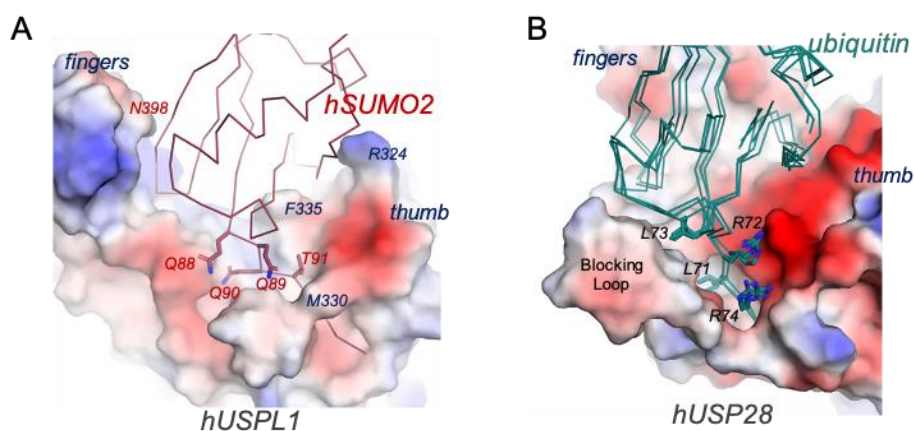 A
fingers
N398
hSUMO2
R324
F335
thumb
Q88
T91
Q90
Q89
M330
hUSPL1
B
ubiquitin
fingers
thumb
L73
R72
Blocking
Loop
L71
R74
hUSP28